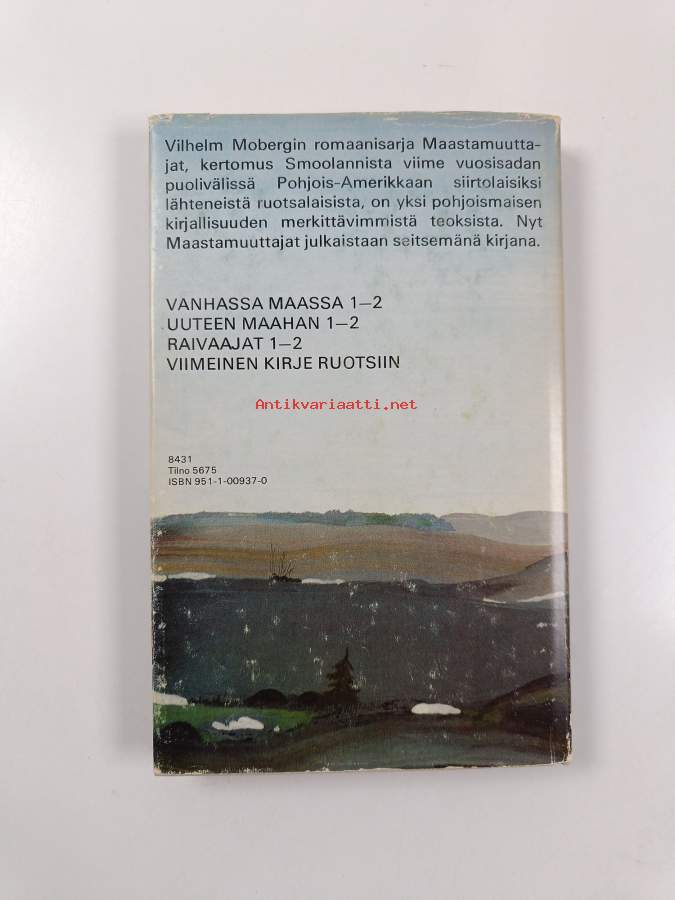 Vilhelm Mobergin romaanisarja Maastamuutta-
jat, kertomus Smoolannista viime vuosisadan
puolivälissä Pohjois-Amerikkaan siirtolaisiksi
lähteneistä ruotsalaisista, on yksi pohjoismaisen
kirjallisuuden merkittävimmistä teoksista. Nyt
Maastamuuttajat julkaistaan seitsemänä kirjana.
VANHASSA MAASSA 1—2
UUTEEN MAAHAN 1—2
RAIVAAJAT 1—2
VIIMEINEN KIRJE RUOTSIIN
Antikvariaatti.net
8431
Tilno 5675
ISBN 951-1-00937-0